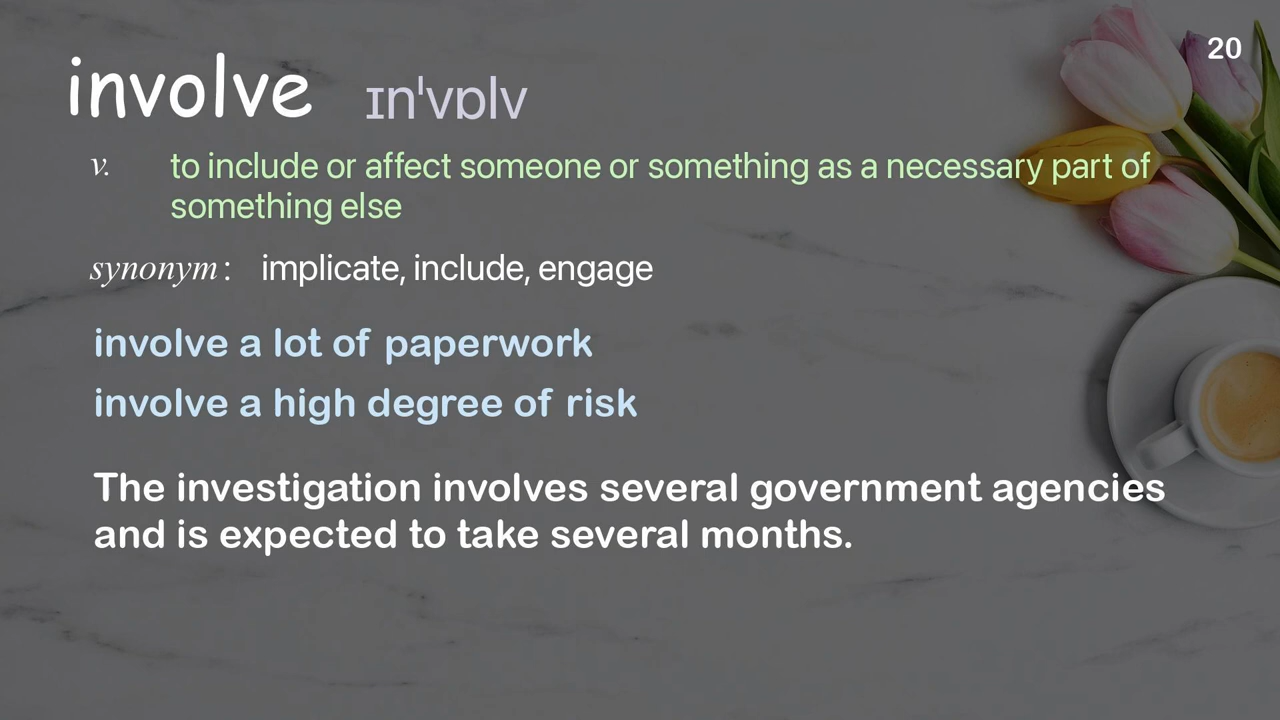 20
involve ɪnˈvɒlv
v. to include or affect someone or something as a necessary part of
something else
synonym: implicate, include, engage
involve a lot of paperwork
involve a high degree of risk
The investigation involves several government agencies
and is expected to take several months.